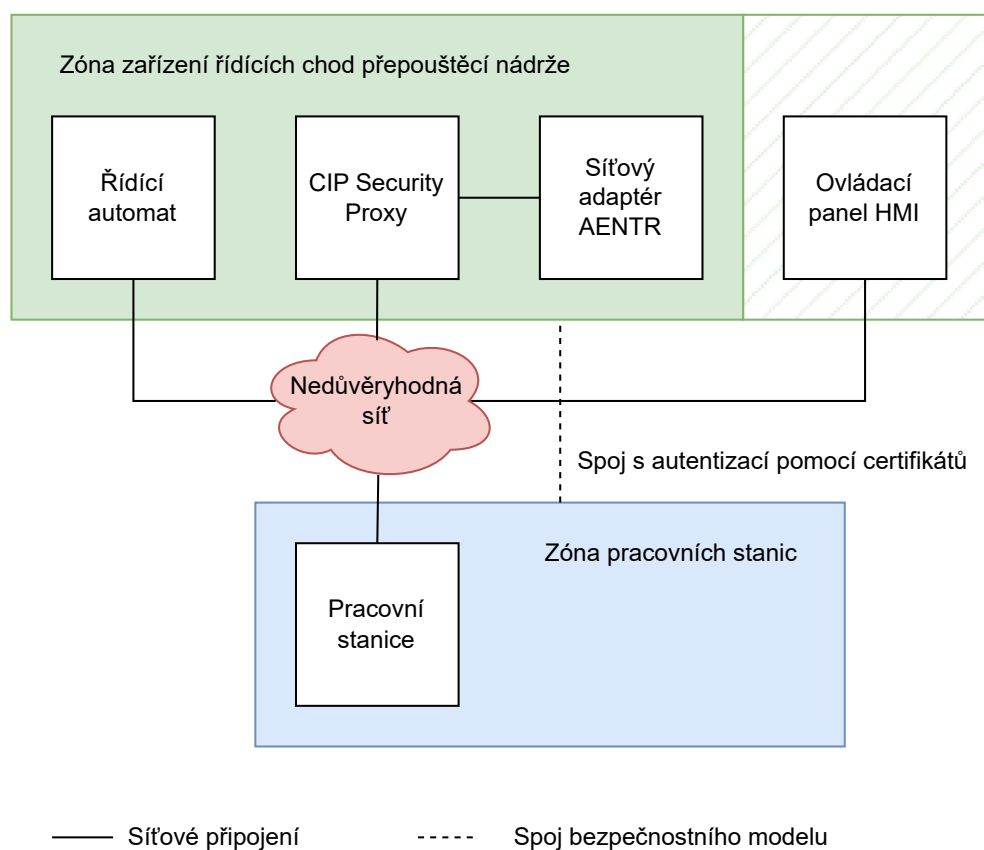 Zóna zařízení řídících chod přepouštěcí nádrže
Řídící
automat
CIP Security
Proxy
Síťový
adaptér
AENTR
Ovládací
panel HMI
Nedůvěryhodná
síť
Spoj s autentizací pomocí certifikátů
Zóna pracovních stanic
Pracovní
stanice
Síťové připojení
Spoj bezpečnostního modelu